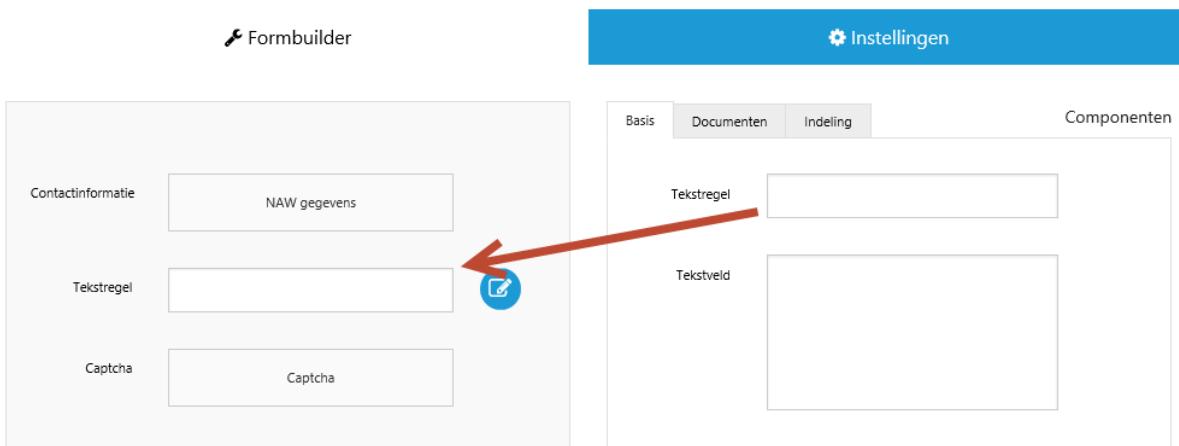 Formbuilder
Instellingen
Contactinformatie
NAW gegevens
Tekstregel
Captcha
Captcha
Basis
Documenten
Indeling
Componenten
Tekstregel
Tekstveld